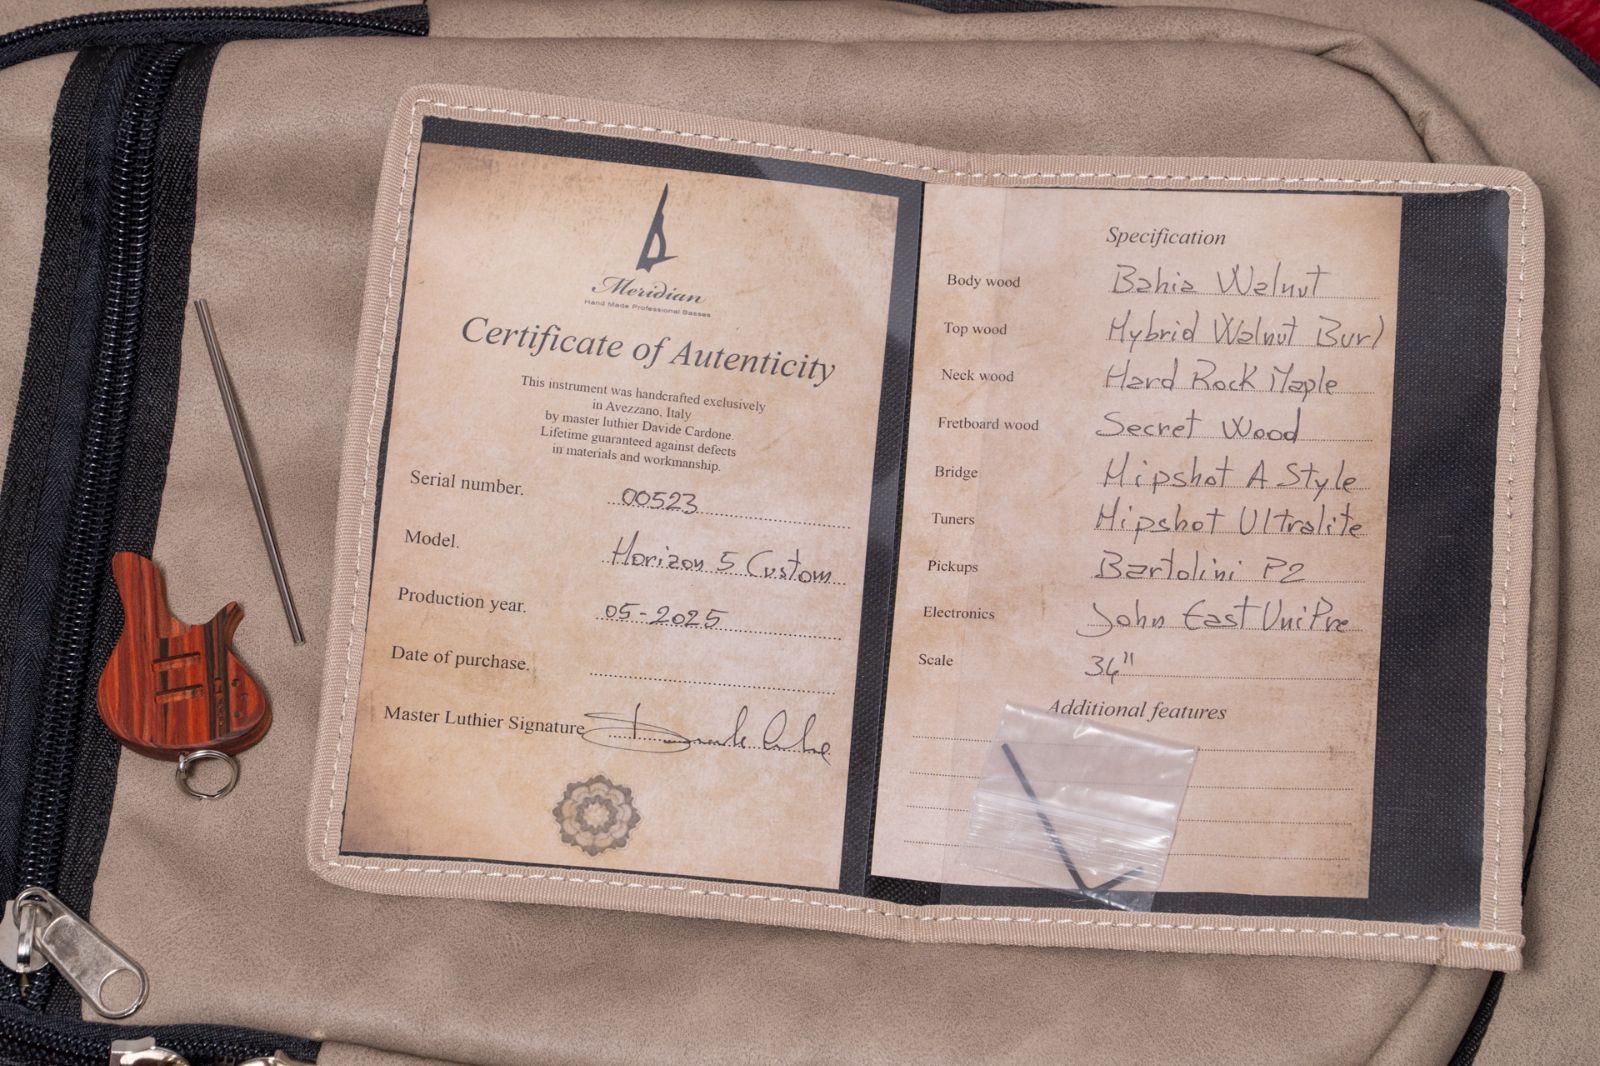 Meridian
Hand Made Professional Basses
Certificate of Autenticity
This instrument was handcrafted exclusively
in Avezzano, Italy
by master luthier Davide Cardone
Lifetime guaranteed against defects
in materials and workmanship.
Serial number. 00523
Model. Horizon 5 Custom
Production year. 05-2025
Date of purchase.
Master Luthier Signature
Specification
Body wood Bahia Walnut
Top wood Hybrid Walnut Burl
Neck wood Hard Rock Maple
Fretboard wood Secret Wood
Bridge Hipshot A Style
Tuners Hipshot Ultralite
Pickups Bartolini P2
Electronics John East UniPre
Scale 34"
Additional features